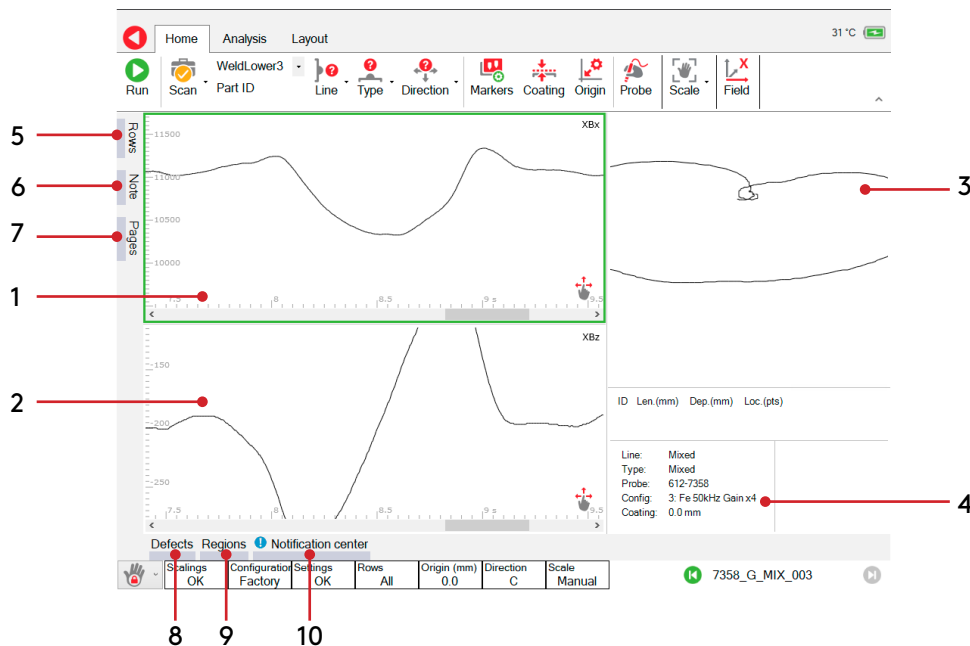 Home Analysis Layout 31 °C
WeldLower3
Part ID
Run Scan Line Type Direction Markers Coating Origin Probe Scale Field
5 Rows
6 Note
7 Pages
XBx
11500
11000
10500
10000
7.5 8 8.5 9 s 9.5
1
3
XBz
-150
-200
-250
7.5 8 8.5 9 s 9.5
2
ID Len.(mm) Dep.(mm) Loc.(pts)
Line: Mixed
Type: Mixed
Probe: 612-7358
Config: 3: Fe 50kHz Gain x4
Coating: 0.0 mm
4
Defects Regions Notification center
Scalings Configuration Settings Rows Origin (mm) Direction Scale
OK Factory OK All 0.0 C Manual
7358_G_MIX_003
8 9 10